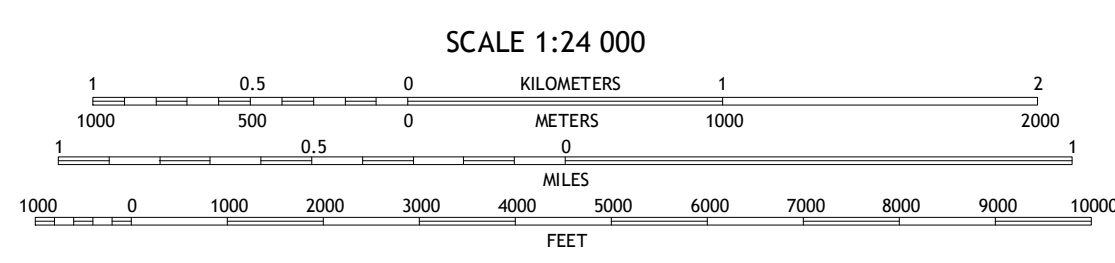 SCALE 1:24 000
1 0.5 0 KILOMETERS 1 2
1000 500 0 METERS 1000 2000
1 0.5 0 1
MILES
1000 0 1000 2000 3000 4000 5000 6000 7000 8000 9000 10000
FEET